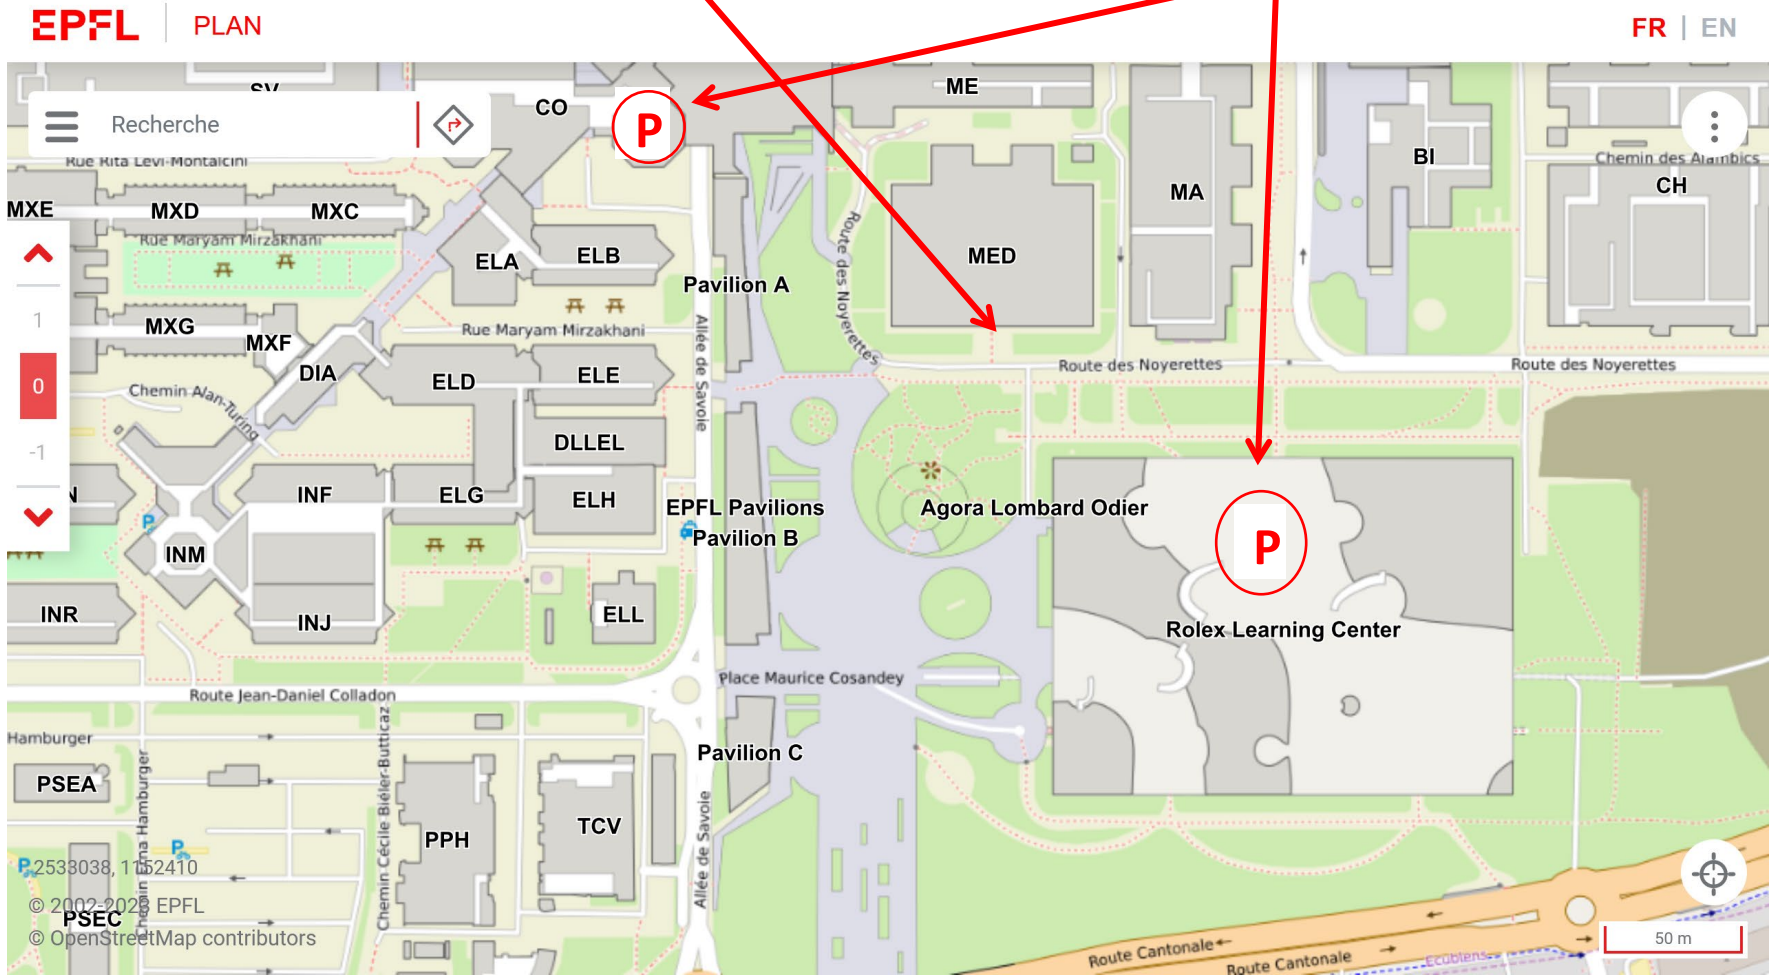 EPFL PLAN
FR | EN
SV
CO
P
ME
Recherche
BI
Rue Rita Levi-Montalcini
Chemin des Alambics
CH
MXE
MXD
MXC
MA
Route des Noyerettes
Rue Maryam Mirzakhani
ELA
ELB
MED
Pavilion A
1
MXG
MXF
Rue Maryam Mirzakhani
Allée de Savoie
Route des Noyerettes
Route des Noyerettes
0
DIA
ELD
ELE
Chemin Alan-Turing
-1
DLLEL
N
INF
ELG
ELH
EPFL Pavilions
Agora Lombard Odier
P
Pavilion B
P
INM
INR
INJ
ELL
Rolex Learning Center
Place Maurice Cosandey
Route Jean-Daniel Colladon
Hamburger
Chemin Cécile Biéler-Butticaz
Pavilion C
PSEA
Chemin Erna Hamburger
PPH
TCV
Allée de Savoie
P
P
2533038, 1152410
© 2002-2023 EPFL
PSEC
© OpenStreetMap contributors
Route Cantonale
Route Cantonale
Ecublens
50 m